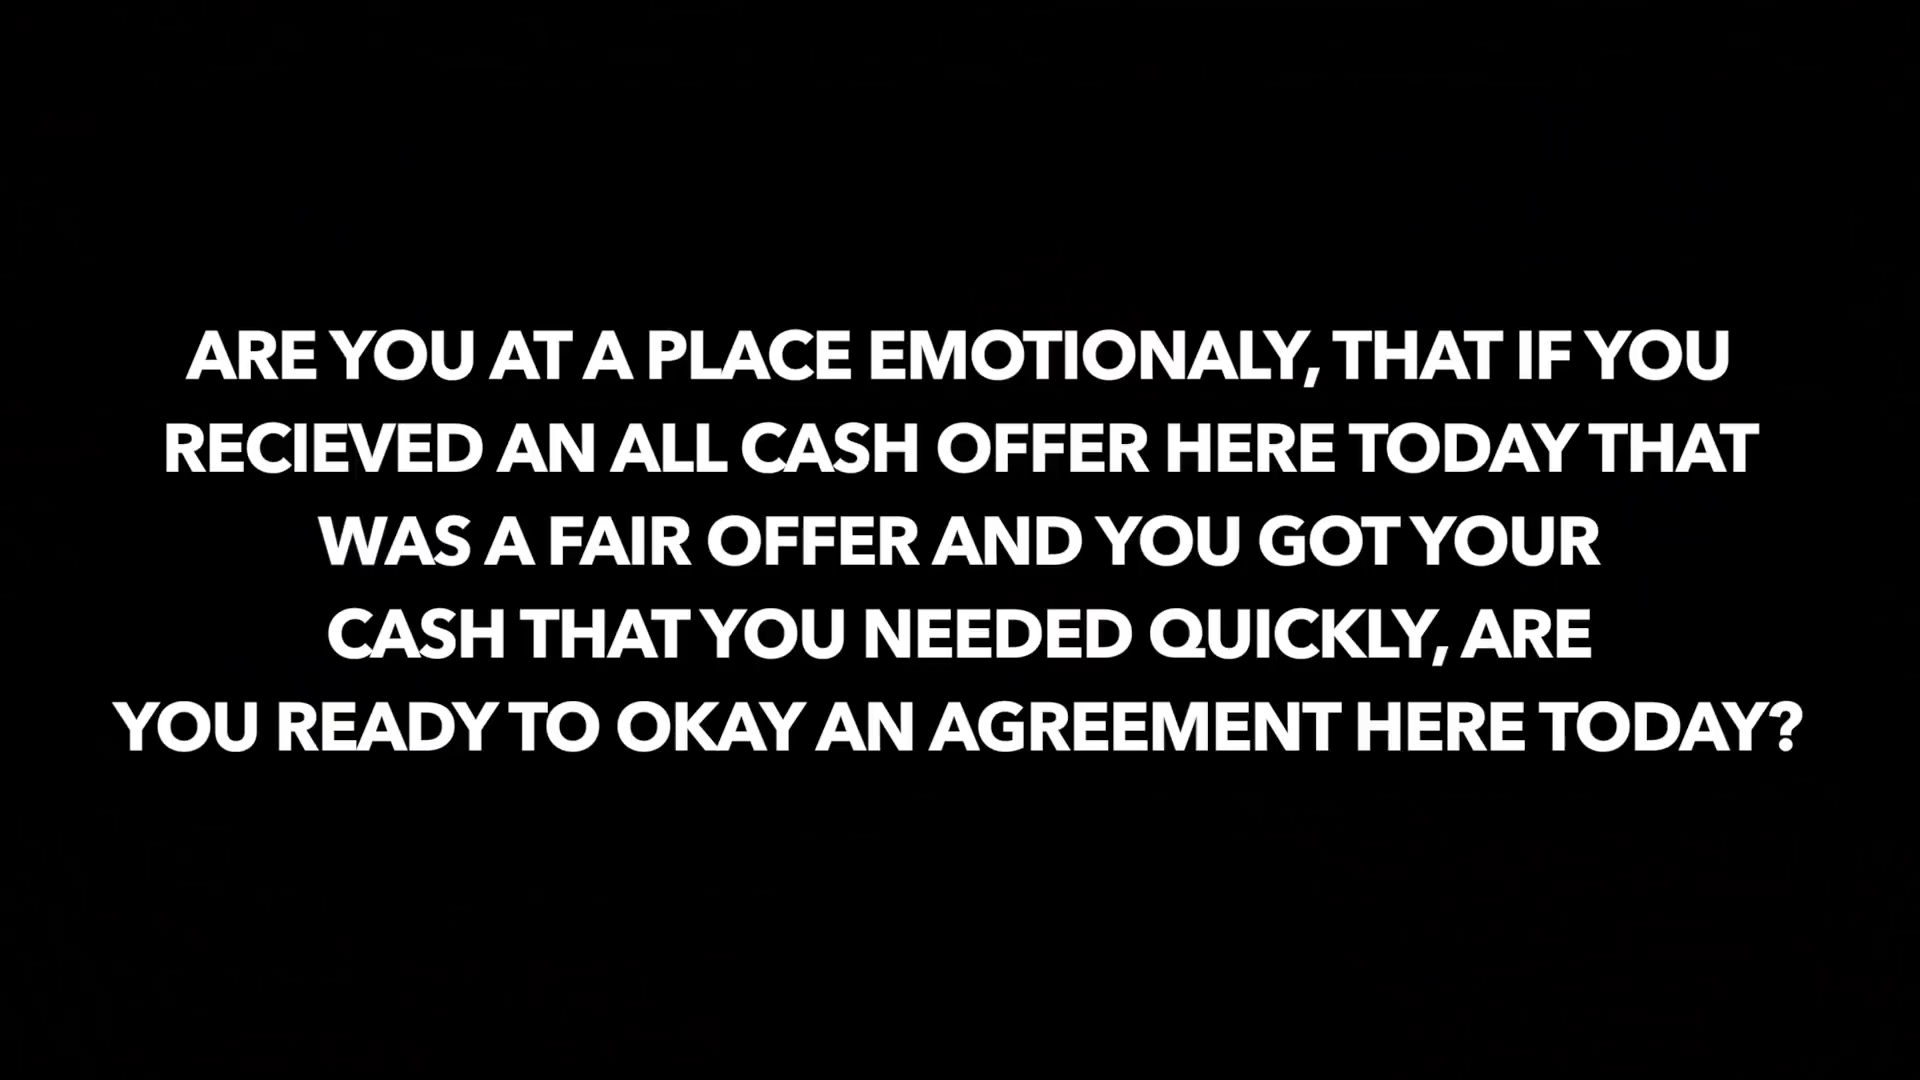 ARE YOU AT A PLACE EMOTIONALY, THAT IF YOU
RECIEVED AN ALL CASH OFFER HERE TODAY THAT
WAS A FAIR OFFER AND YOU GOT YOUR
CASH THAT YOU NEEDED QUICKLY, ARE
YOU READY TO OKAY AN AGREEMENT HERE TODAY?